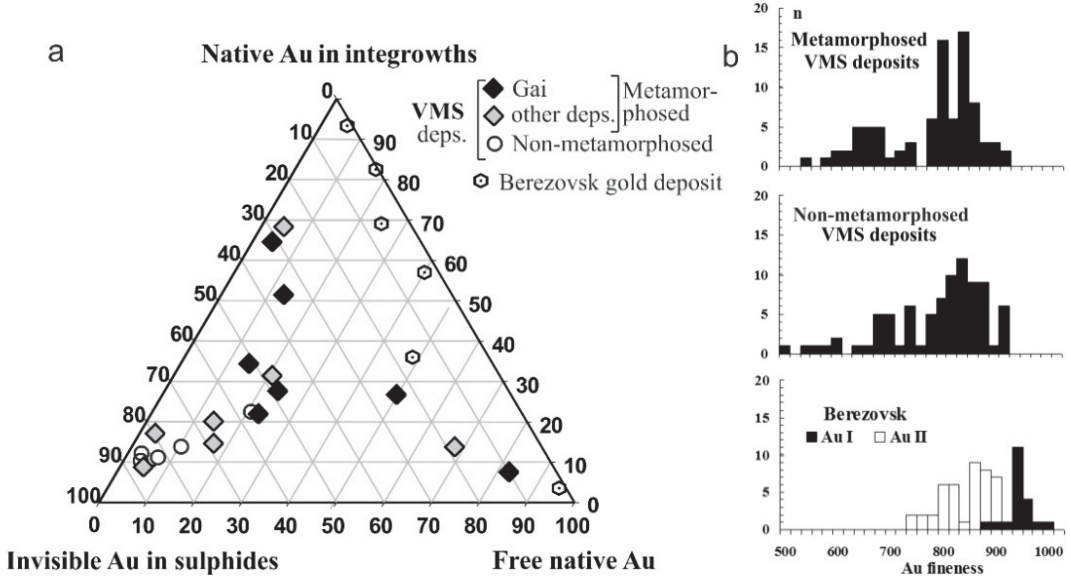 a
Native Au in integrowths
VMS
deps.
Gai
other deps.
Non-metamorphosed
Metamor-
phosed
Berezovsk gold deposit
0
10
20
30
40
50
60
70
80
90
100
90
80
70
60
50
40
30
20
10
0
0
10
20
30
40
50
60
70
80
90
100
Invisible Au in sulphides
Free native Au
b
n
Metamorphosed
VMS deposits
20
15
10
5
0
Non-metamorphosed
VMS deposits
20
15
10
5
0
Berezovsk
Au I
Au II
20
15
10
5
0
500 600 700 800 900 1000
Au fineness